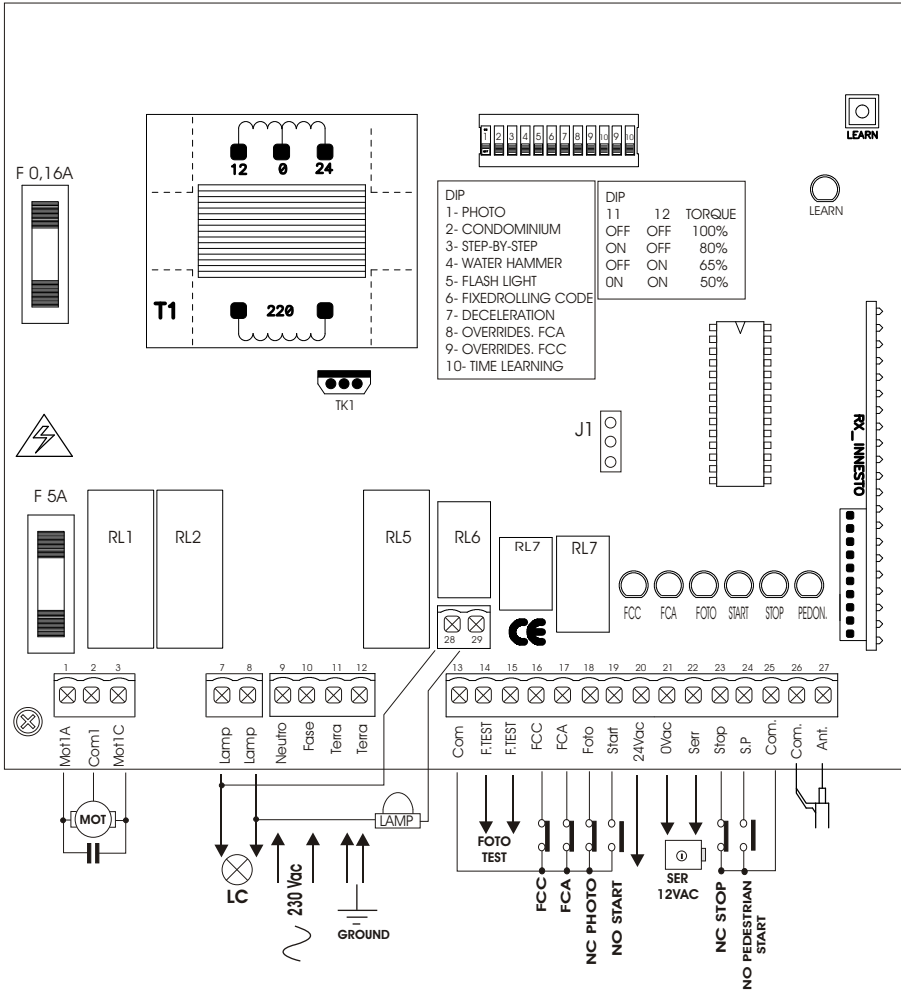 LEARN
1 2 3 4 5 6 7 8 9 10 9 10
12 0 24
F 0,16A
LEARN
DIP
1- PHOTO
2- CONDOMINIUM
3- STEP-BY-STEP
4- WATER HAMMER
5- FLASH LIGHT
6- FIXEDROLLING CODE
7- DECELERATION
8- OVERRIDES. FCA
9- OVERRIDES. FCC
10- TIME LEARNING
DIP
11 12 TORQUE
OFF OFF 100%
ON OFF 80%
OFF ON 65%
0N ON 50%
T1
220
TK1
J1
RX_INNESTO
F 5A
RL1
RL2
RL5
RL6
RL7
RL7
FCC FCA FOTO START STOP PEDON.
28 29
CE
1 2 3 7 8 9 10 11 12 13 14 15 16 17 18 19 20 21 22 23 24 25 26 27
Mot1A
Com1
Mot1C
Lamp
Lamp
Neutro
Fase
Terra
Terra
Com
F.TEST
F.TEST
FCC
FCA
Foto
Start
24Vac
0Vac
Serr
Stop
S.P
Com.
Com.
Ant.
MOT
LAMP
LC
230 Vac
GROUND
FOTO
TEST
FCC
FCA
NC PHOTO
NO START
SER
12VAC
NC STOP
NO PEDESTRIAN
START